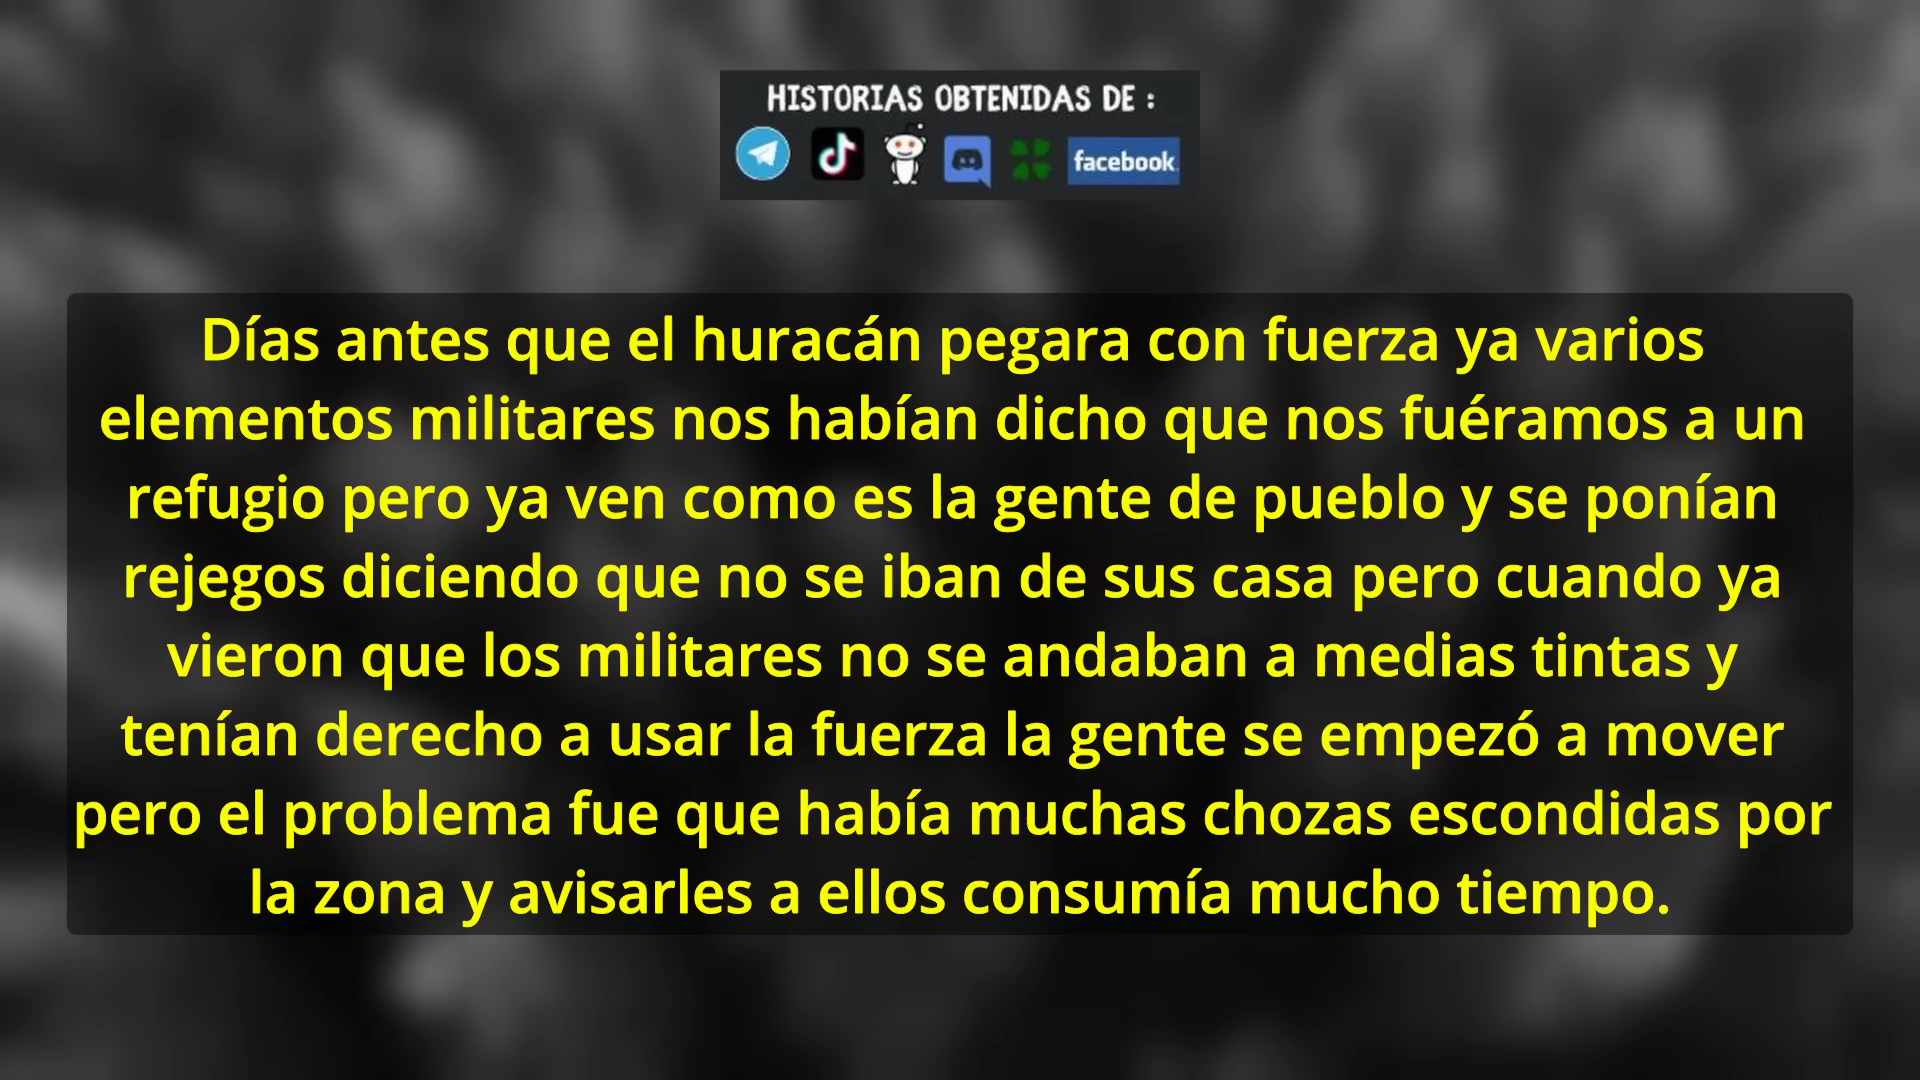 HISTORIAS OBTENIDAS DE :
facebook
Días antes que el huracán pegara con fuerza ya varios
elementos militares nos habían dicho que nos fuéramos a un
refugio pero ya ven como es la gente de pueblo y se ponían
rejegos diciendo que no se iban de sus casa pero cuando ya
vieron que los militares no se andaban a medias tintas y
tenían derecho a usar la fuerza la gente se empezó a mover
pero el problema fue que había muchas chozas escondidas por
la zona y avisarles a ellos consumía mucho tiempo.